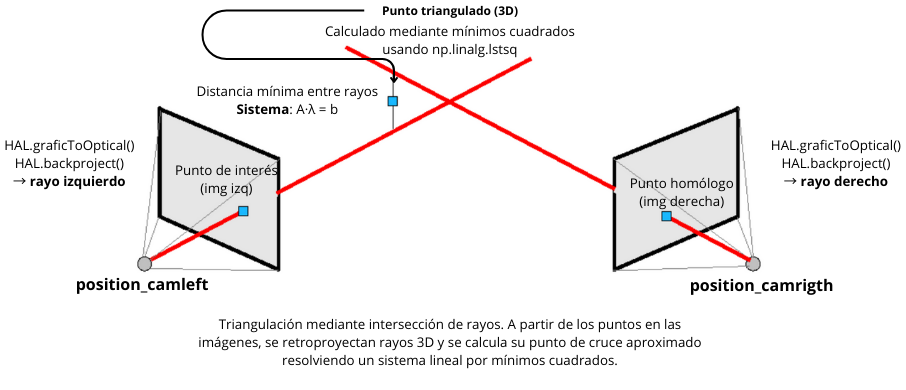 Punto triangulado (3D)
Calculado mediante mínimos cuadrados
usando np.linalg.lstsq
Distancia mínima entre rayos
Sistema: A·λ = b
HAL.graficToOptical()
HAL.backproject()
→ rayo izquierdo
Punto de interés
(img izq)
position_camleft
Punto homólogo
(img derecha)
HAL.graficToOptical()
HAL.backproject()
→ rayo derecho
position_camrigth
Triangulación mediante intersección de rayos. A partir de los puntos en las
imágenes, se retroproyectan rayos 3D y se calcula su punto de cruce aproximado
resolviendo un sistema lineal por mínimos cuadrados.